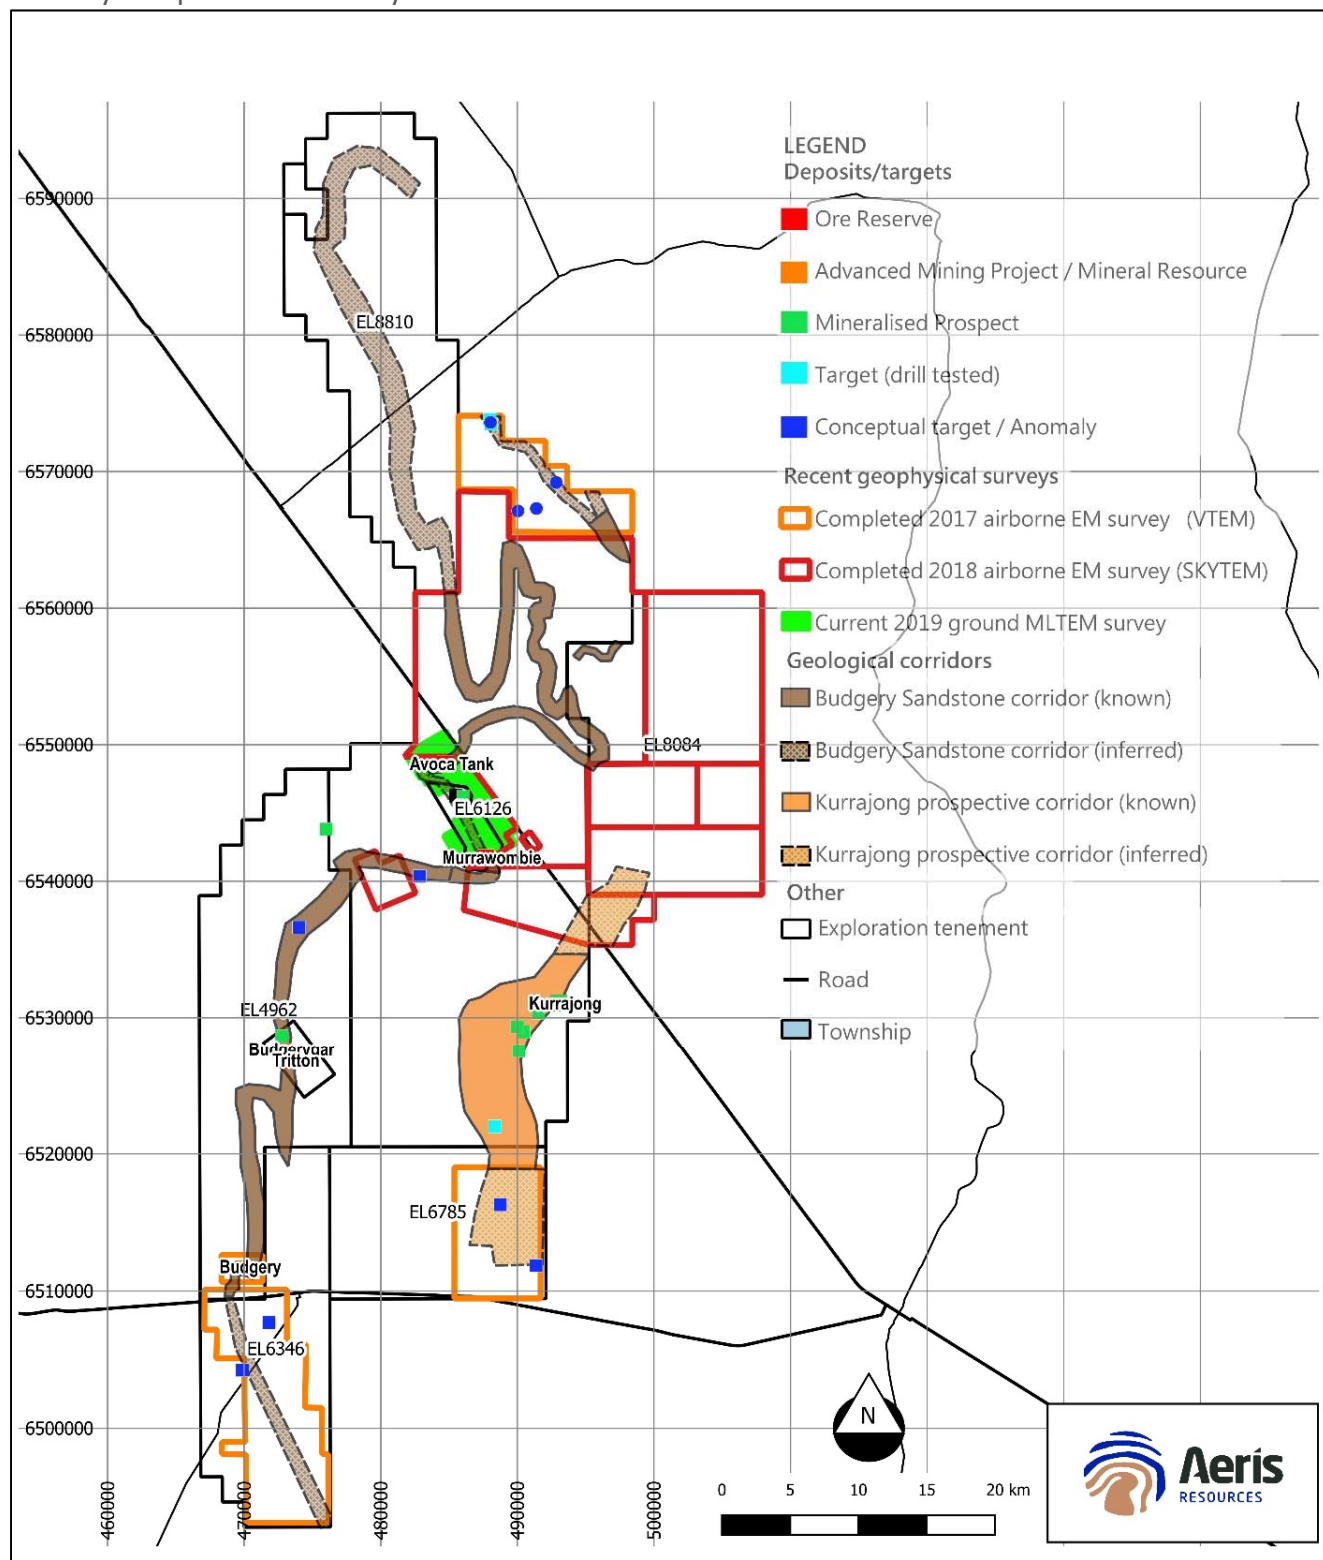 LEGEND
Deposits/targets
Ore Reserve
Advanced Mining Project / Mineral Resource
Mineralised Prospect
Target (drill tested)
Conceptual target / Anomaly
Recent geophysical surveys
Completed 2017 airborne EM survey (VTEM)
Completed 2018 airborne EM survey (SKYTEM)
Current 2019 ground MLTEM survey
Geological corridors
Budgery Sandstone corridor (known)
Budgery Sandstone corridor (inferred)
Kurrajong prospective corridor (known)
Kurrajong prospective corridor (inferred)
Other
Exploration tenement
Road
Township
6590000
6580000
6570000
6560000
6550000
6540000
6530000
6520000
6510000
6500000
460000
470000
480000
490000
500000
EL8810
EL8084
Avoca Tank
EL6126
Murrawombie
Kurrajong
EL4962
Budgerygar
Tritton
EL6785
Budgery
EL6346
N
0 5 10 15 20 km
Aeris
RESOURCES